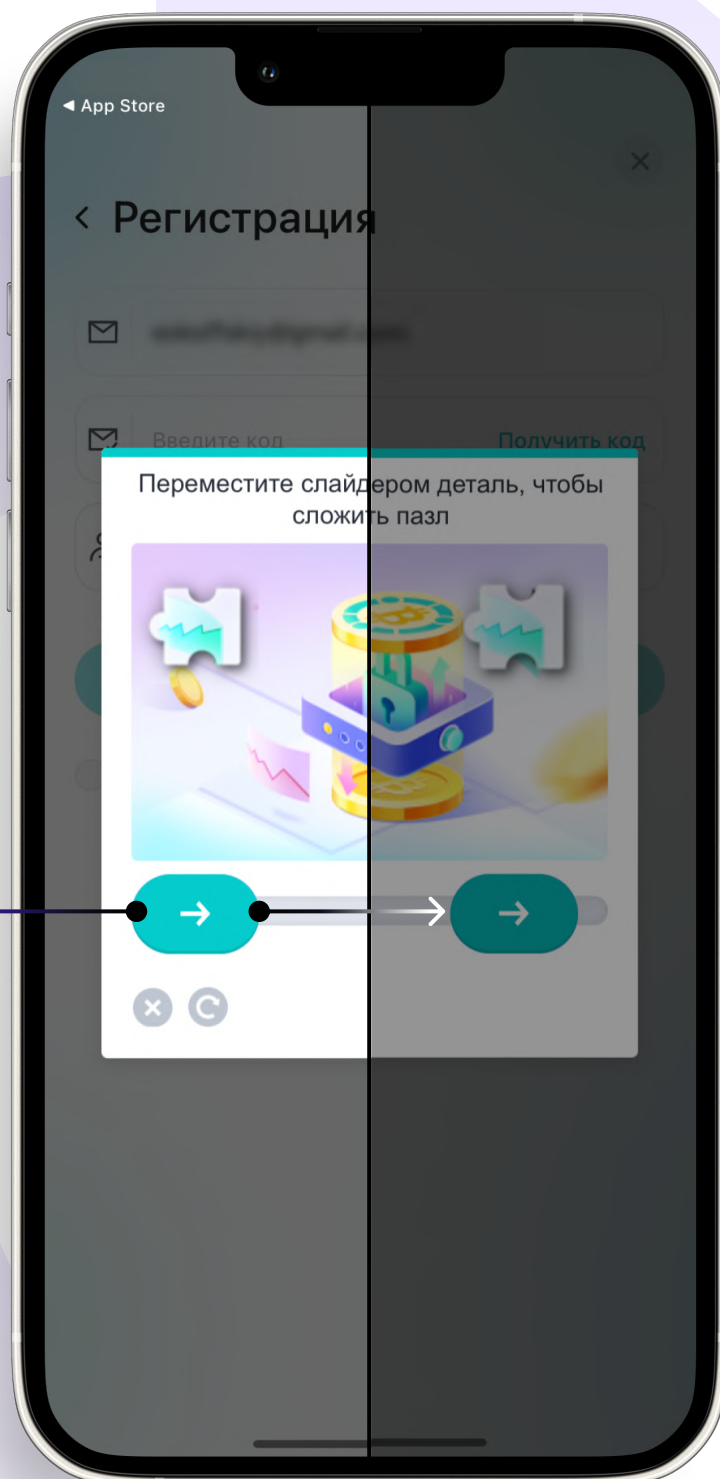 App Store
Регистрация
Введите код
Получить код
Переместите слайдером деталь, чтобы
сложить пазл